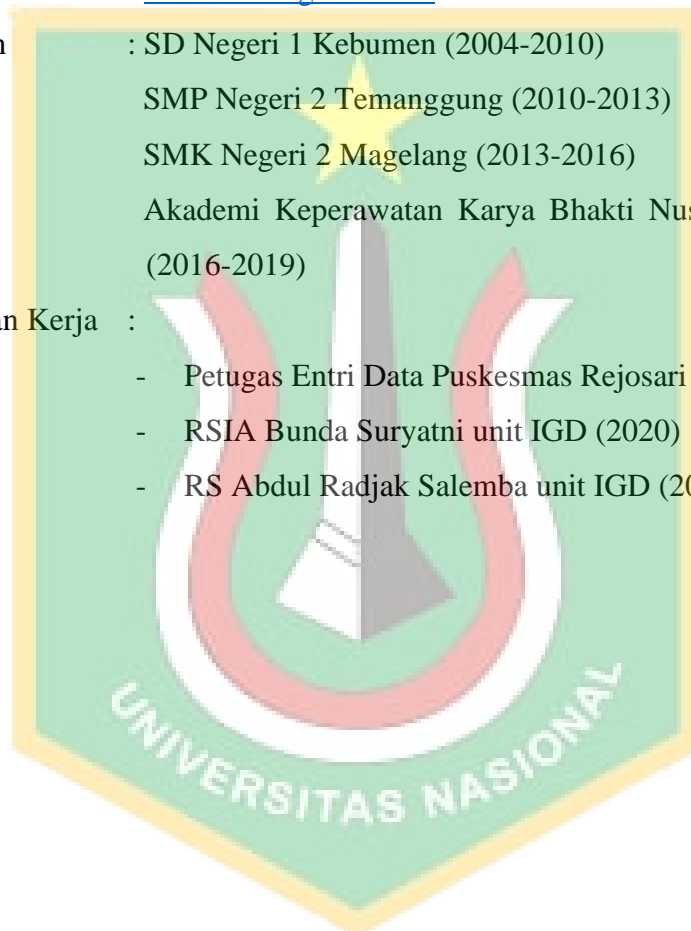 : SD Negeri 1 Kebumen (2004-2010)
SMP Negeri 2 Temanggung (2010-2013)
SMK Negeri 2 Magelang (2013-2016)
Akademi Keperawatan Karya Bhakti
(2016-2019)
Kerja :
- Petugas Entri Data Puskesmas Rejosari
- RSIA Bunda Suryatni unit IGD (2020)
- RS Abdul Radjak Salemba unit IGD
UNIVERSITAS NASIONAL